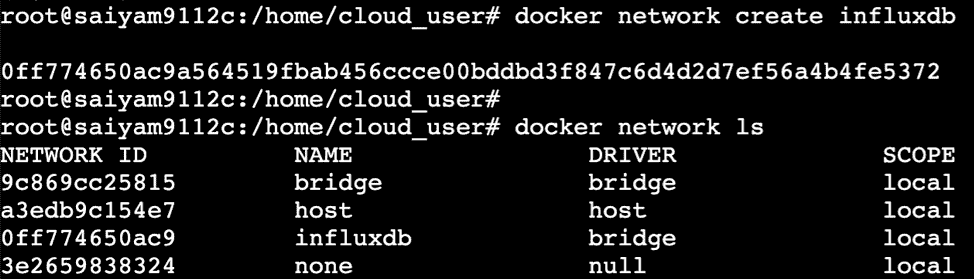 root@saiyam9112c:/home/cloud_user# docker network create influxdb
0ff774650ac9a564519fbab456ccce00bddbd3f847c6d4d2d7ef56a4b4fe5372
root@saiyam9112c:/home/cloud_user#
root@saiyam9112c:/home/cloud_user# docker network ls
NETWORK ID NAME DRIVER SCOPE
9c869cc25815 bridge bridge local
a3edb9c154e7 host host local
0ff774650ac9 influxdb bridge local
3e2659838324 none null local